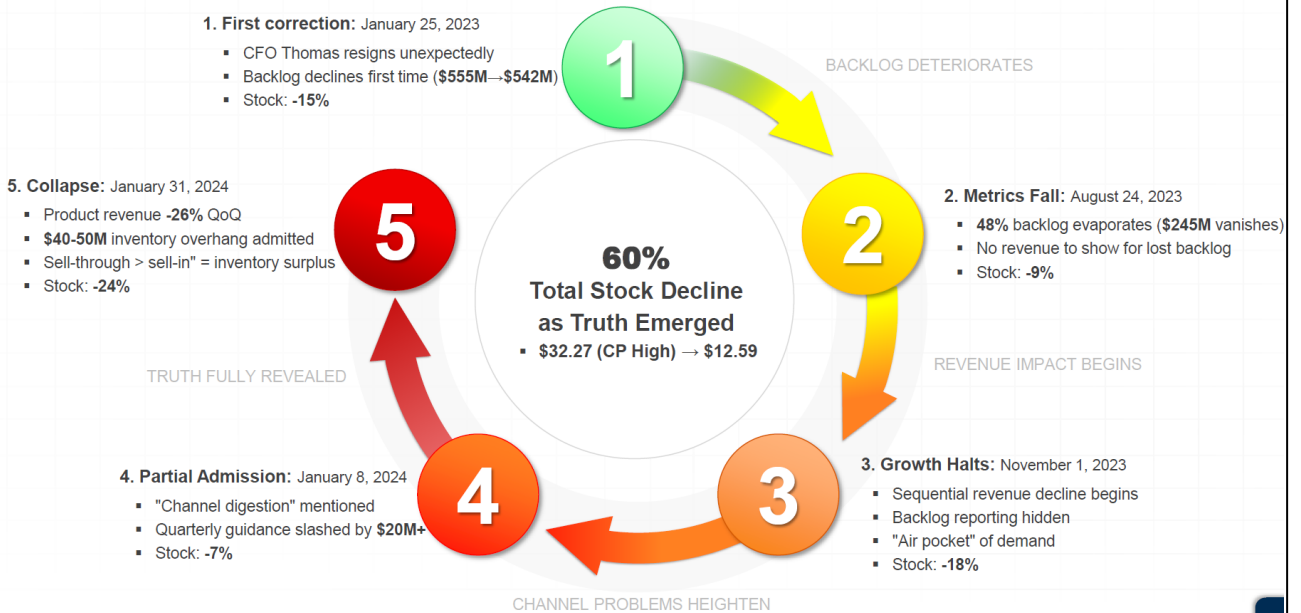 1. First correction: January 25, 2023
▪ CFO Thomas resigns unexpectedly
▪ Backlog declines first time ($555M→$542M)
▪ Stock: -15%
1
BACKLOG DETERIORATES
2. Metrics Fall: August 24, 2023
▪ 48% backlog evaporates ($245M vanishes)
▪ No revenue to show for lost backlog
▪ Stock: -9%
2
REVENUE IMPACT BEGINS
3. Growth Halts: November 1, 2023
▪ Sequential revenue decline begins
▪ Backlog reporting hidden
▪ "Air pocket" of demand
▪ Stock: -18%
3
CHANNEL PROBLEMS HEIGHTEN
4. Partial Admission: January 8, 2024
▪ "Channel digestion" mentioned
▪ Quarterly guidance slashed by $20M+
▪ Stock: -7%
4
TRUTH FULLY REVEALED
5. Collapse: January 31, 2024
▪ Product revenue -26% QoQ
▪ $40-50M inventory overhang admitted
▪ Sell-through > sell-in" = inventory surplus
▪ Stock: -24%
5
60%
Total Stock Decline
as Truth Emerged
▪ $32.27 (CP High) → $12.59